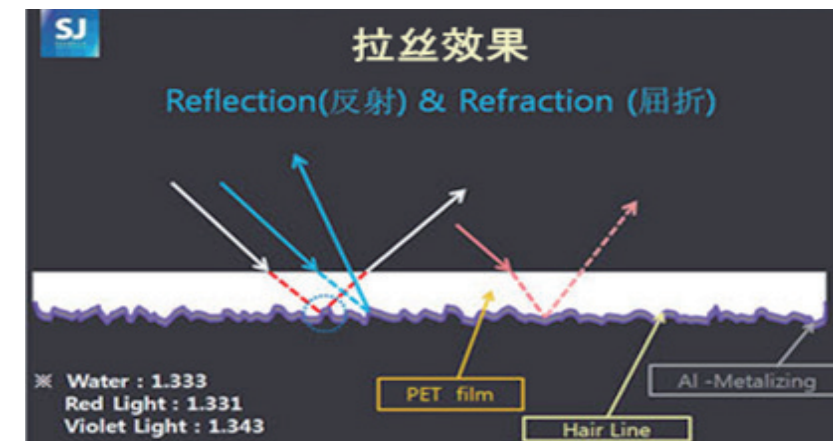 SJ
拉丝效果
Reflection(反射) & Refraction (屈折)
※ Water : 1.333
Red Light : 1.331
Violet Light : 1.343
PET film
Hair Line
Al -Metalizing